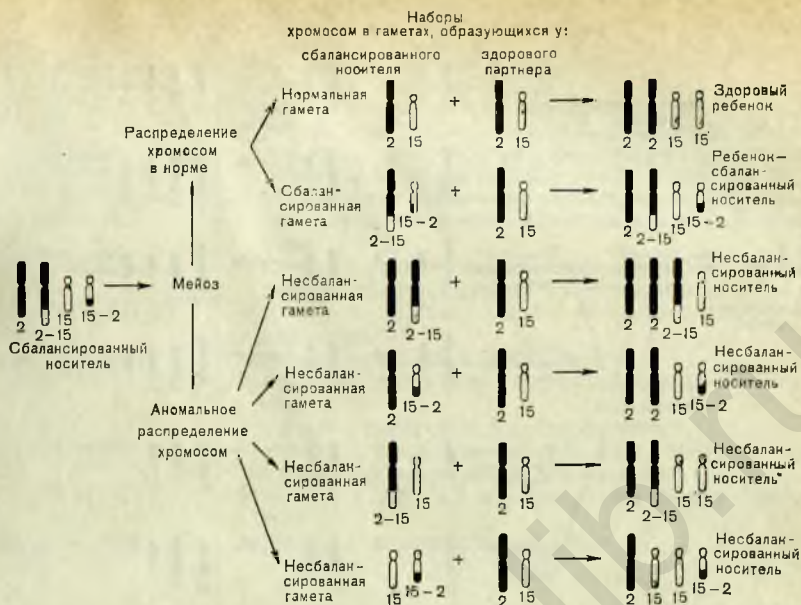 Наборы
хромосом в гаметах, образующихся у:
сбалансированного
носителя
здорового
партнера
Нормальная
гамета
+
2 15
2 15
2 2 15 15
Здоровый
ребенок
Распределение
хромосом
в норме
Сбалан-
сированная
гамета
+
2-15
15-2
2 15
2 2-15 15 15-2
Ребенок—
сбалан-
сированный
носитель
2 2-15 15 15-2
Сбалансированный
носитель
Мейоз
Несбалан-
сированная
гамета
+
2 2-15
2 15
2 2 2-15 15
Несбалан-
сированный
носитель
Несбалан-
сированная
гамета
+
2 15-2
2 15
2 2 15 15-2
Несбалан-
сированный
носитель
Аномальное
распределение
хромосом
Несбалан-
сированная
гамета
+
2-15 15
2 15
2 2-15 15 15
Несбалан-
сированный
носитель
Несбалан-
сированная
гамета
+
15 15-2
2 15
2 15 15 15-2
Несбалан-
сированный
носитель
lib.ru